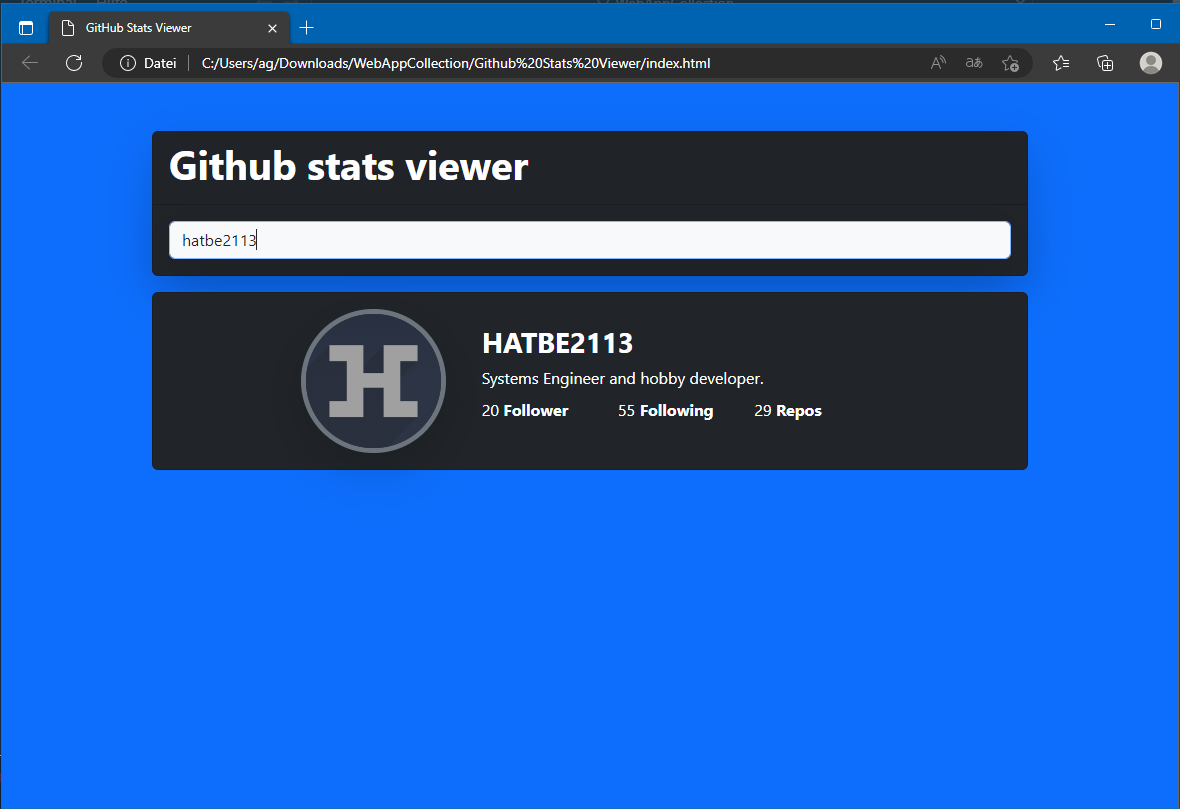 GitHub Stats Viewer
Datei C:/Users/ag/Downloads/WebAppCollection/Github%20Stats%20Viewer/index.html
Github stats viewer
hatbe2113
H
HATBE2113
Systems Engineer and hobby developer.
20 Follower 55 Following 29 Repos